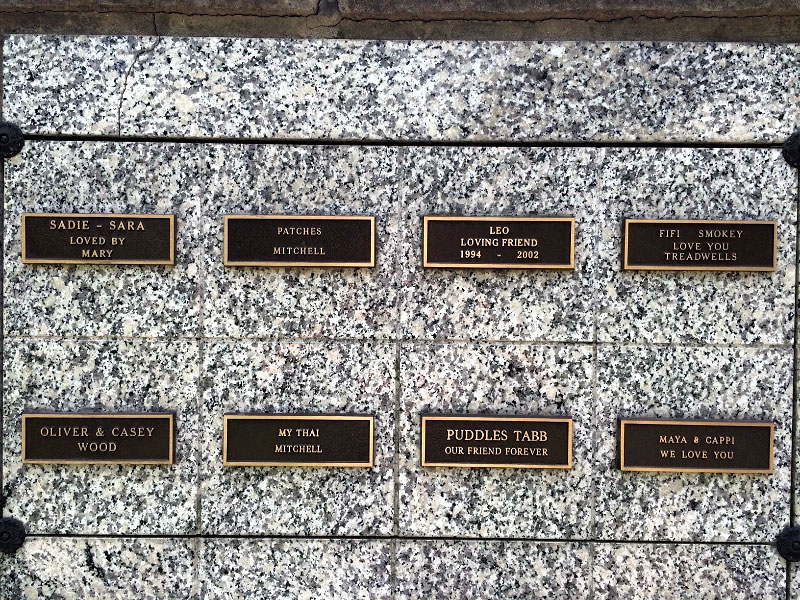 SADIE - SARA
LOVED BY
MARY
PATCHES
MITCHELL
LEO
LOVING FRIEND
1994 - 2002
FIFI SMOKEY
LOVE YOU
TREADWELLS
OLIVER & CASEY
WOOD
MY THAI
MITCHELL
PUDDLES TABB
OUR FRIEND FOREVER
MAYA & CAPPI
WE LOVE YOU